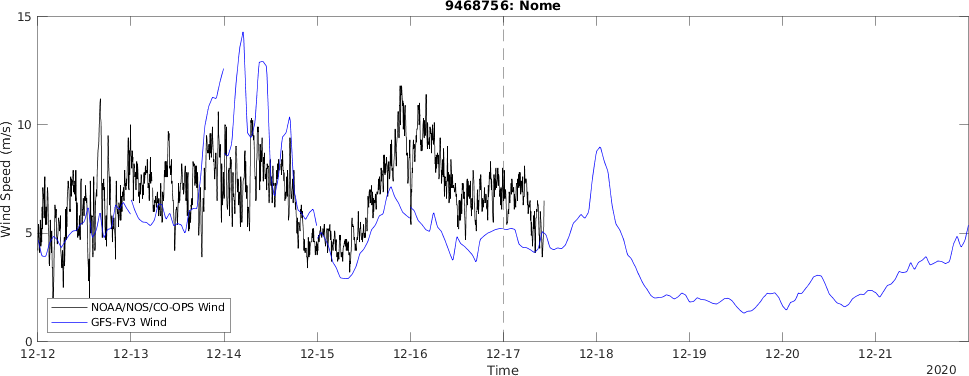 9468756: Nome
15
10
5
0
Wind Speed (m/s)
NOAA/NOS/CO-OPS Wind
GFS-FV3 Wind
12-12 12-13 12-14 12-15 12-16 12-17 12-18 12-19 12-20 12-21
Time
2020